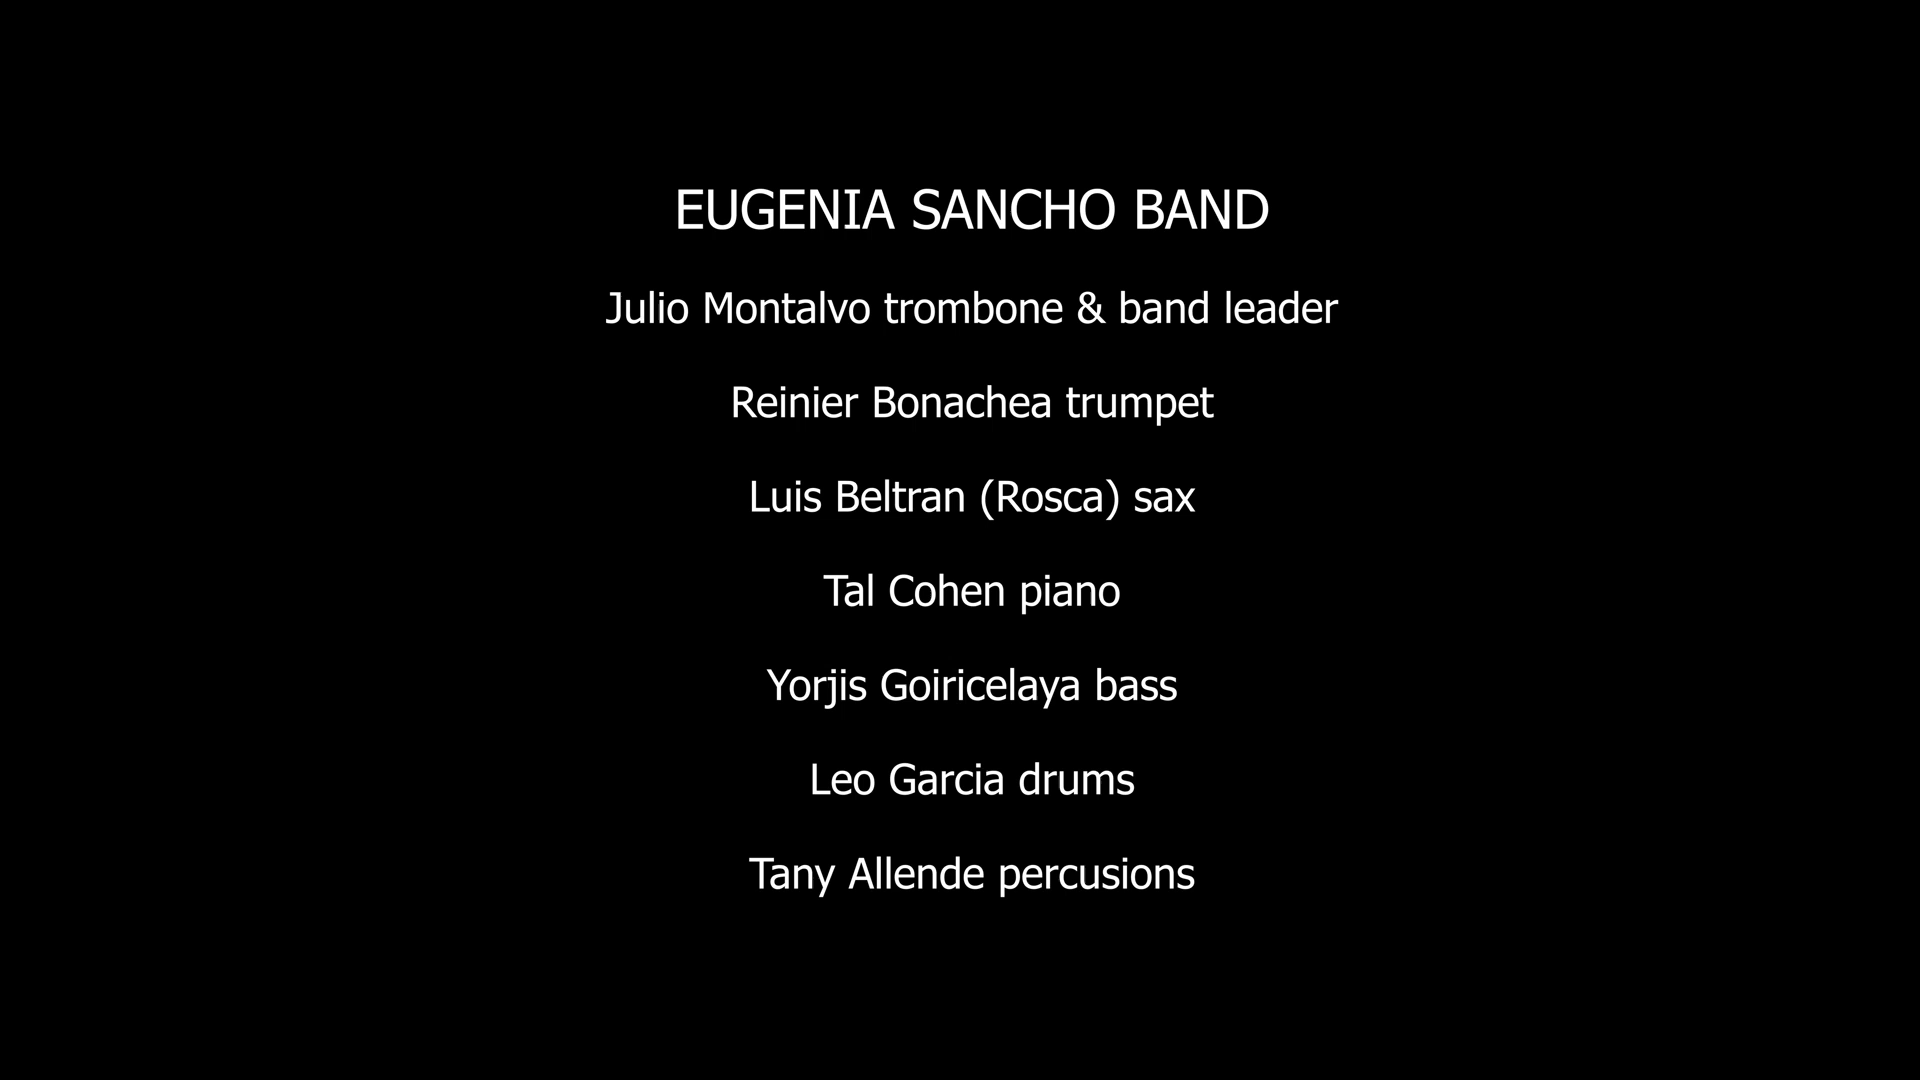 EUGENIA SANCHO BAND
Julio Montalvo trombone & band leader
Reinier Bonachea trumpet
Luis Beltran (Rosca) sax
Tal Cohen piano
Yorjis Goiricelaya bass
Leo Garcia drums
Tany Allende percusions